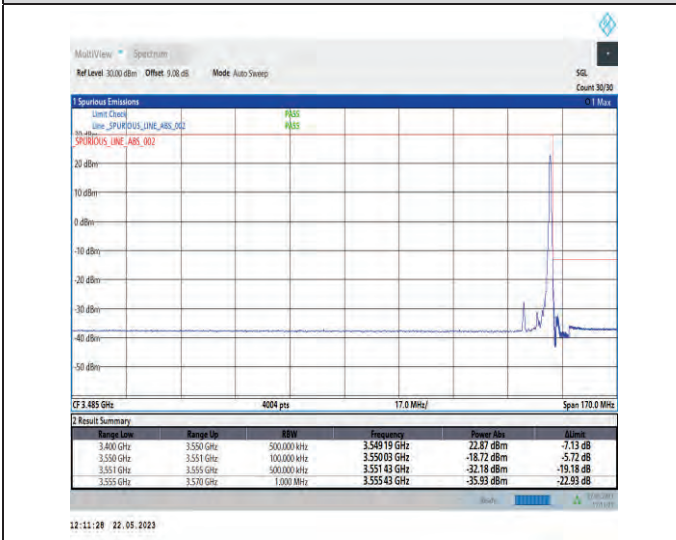 MultiView Spectrum
Ref Level 30.00 dBm Offset 9.08 dB Mode Auto Sweep SGL
Count 30/30
1 Spurious Emissions 1 Max
Limit Check PASS
Line _SPURIOUS_LINE_ABS_002 PASS
_SPURIOUS_LINE_ABS_002
20 dBm
10 dBm
0 dBm
-10 dBm
-20 dBm
-30 dBm
-40 dBm
-50 dBm
CF 3.485 GHz 4004 pts 17.0 MHz/ Span 170.0 MHz
2 Result Summary
Range Low Range Up RBW Frequency Power Abs ΔLimit
3.400 GHz 3.550 GHz 500.000 kHz 3.549 19 GHz 22.87 dBm -7.13 dB
3.550 GHz 3.551 GHz 100.000 kHz 3.550 03 GHz -18.72 dBm -5.72 dB
3.551 GHz 3.555 GHz 500.000 kHz 3.551 43 GHz -32.18 dBm -19.18 dB
3.555 GHz 3.570 GHz 1.000 MHz 3.555 43 GHz -35.93 dBm -22.93 dB
12:11:28 22.05.2023